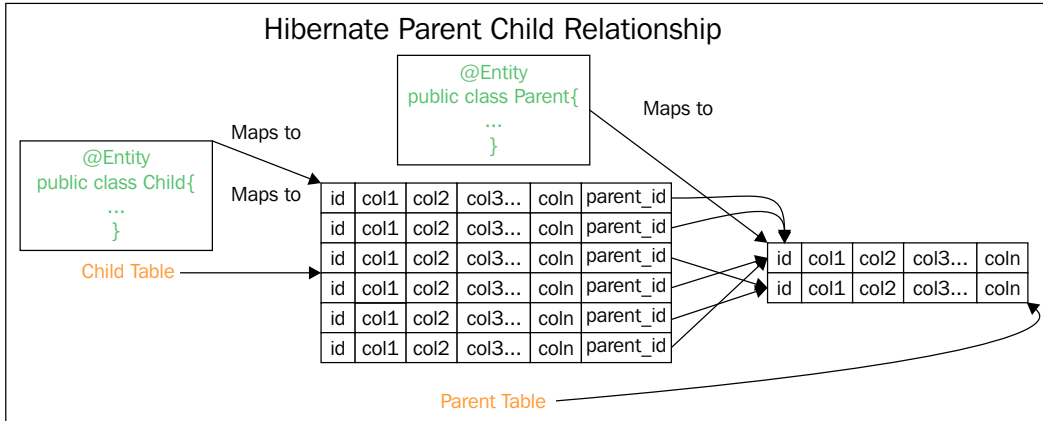 Hibernate Parent Child Relationship
@Entity
public class Parent{
...
}
Maps to
Maps to
@Entity
public class Child{
...
}
Maps to
id col1 col2 col3... coln parent_id
id col1 col2 col3... coln parent_id
id col1 col2 col3... coln parent_id
id col1 col2 col3... coln parent_id
id col1 col2 col3... coln parent_id
id col1 col2 col3... coln parent_id
id col1 col2 col3... coln
id col1 col2 col3... coln
Child Table
Parent Table